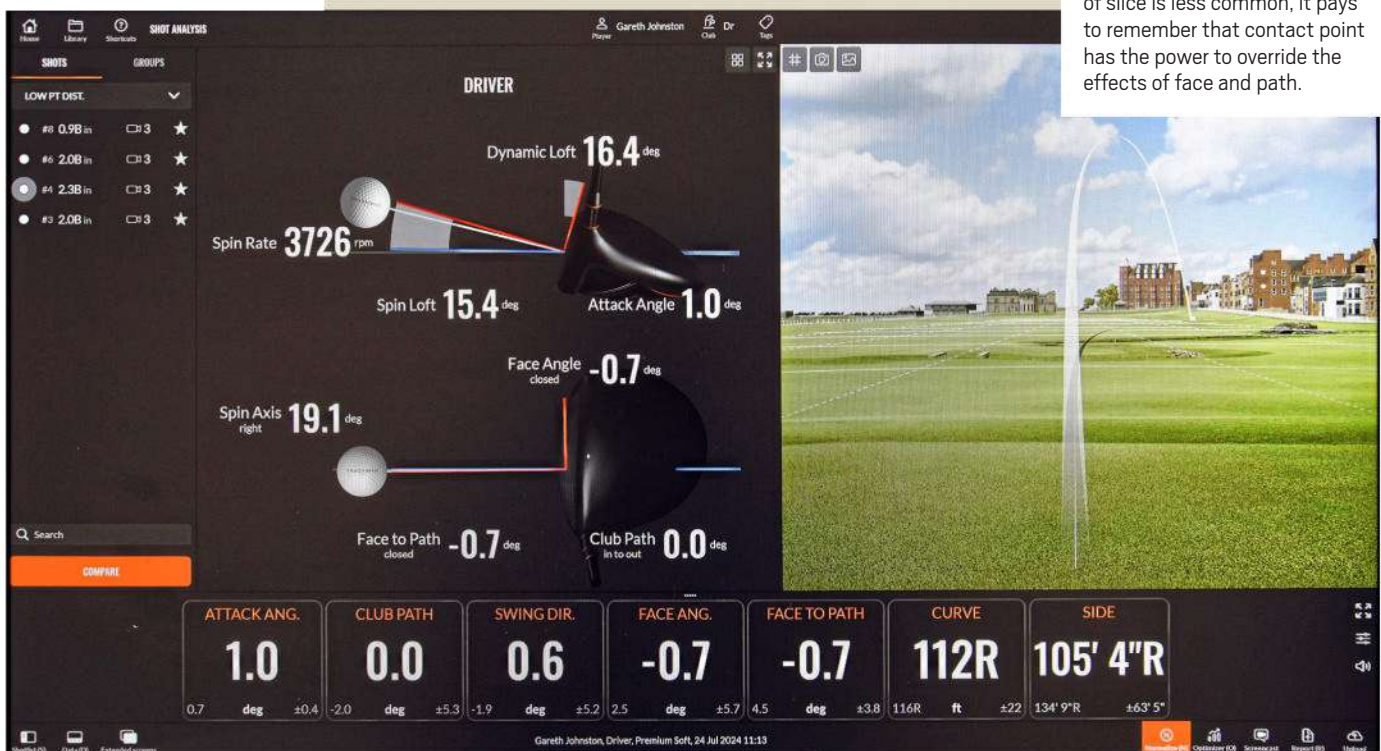 of slice is less common, it pays
to remember that contact point
has the power to override the
effects of face and path.
Home
Library
Shortcuts
SHOT ANALYSIS
Player Gareth Johnston
Club Dr
Tags
SHOTS GROUPS
LOW PT DIST.
#8 0.9B in 3
#6 2.0B in 3
#4 2.3B in 3
#3 2.0B in 3
Search
COMPARE
DRIVER
Dynamic Loft 16.4 deg
Spin Rate 3726 rpm
Spin Loft 15.4 deg
Attack Angle 1.0 deg
Face Angle closed -0.7 deg
Spin Axis right 19.1 deg
Face to Path closed -0.7 deg
Club Path in to out 0.0 deg
ATTACK ANG.
1.0
0.7 deg ±0.4
CLUB PATH
0.0
-2.0 deg ±5.3
SWING DIR.
0.6
-1.9 deg ±5.2
FACE ANG.
-0.7
2.5 deg ±5.7
FACE TO PATH
-0.7
4.5 deg ±3.8
CURVE
112R
116R ft ±22
SIDE
105' 4"R
134' 9"R ±63' 5"
Gareth Johnston, Driver, Premium Soft, 24 Jul 2024 11:13
Normalize (N)
Optimizer (O)
Screencast
Report (R)
Upload